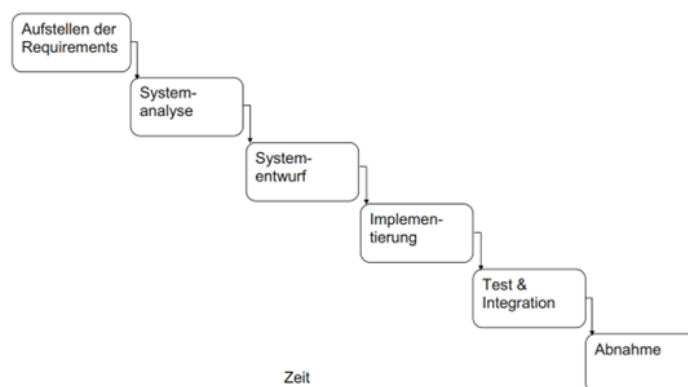 Aufstellen der
Requirements
System-
analyse
System-
entwurf
Implemen-
tierung
Test &
Integration
Abnahme
Zeit